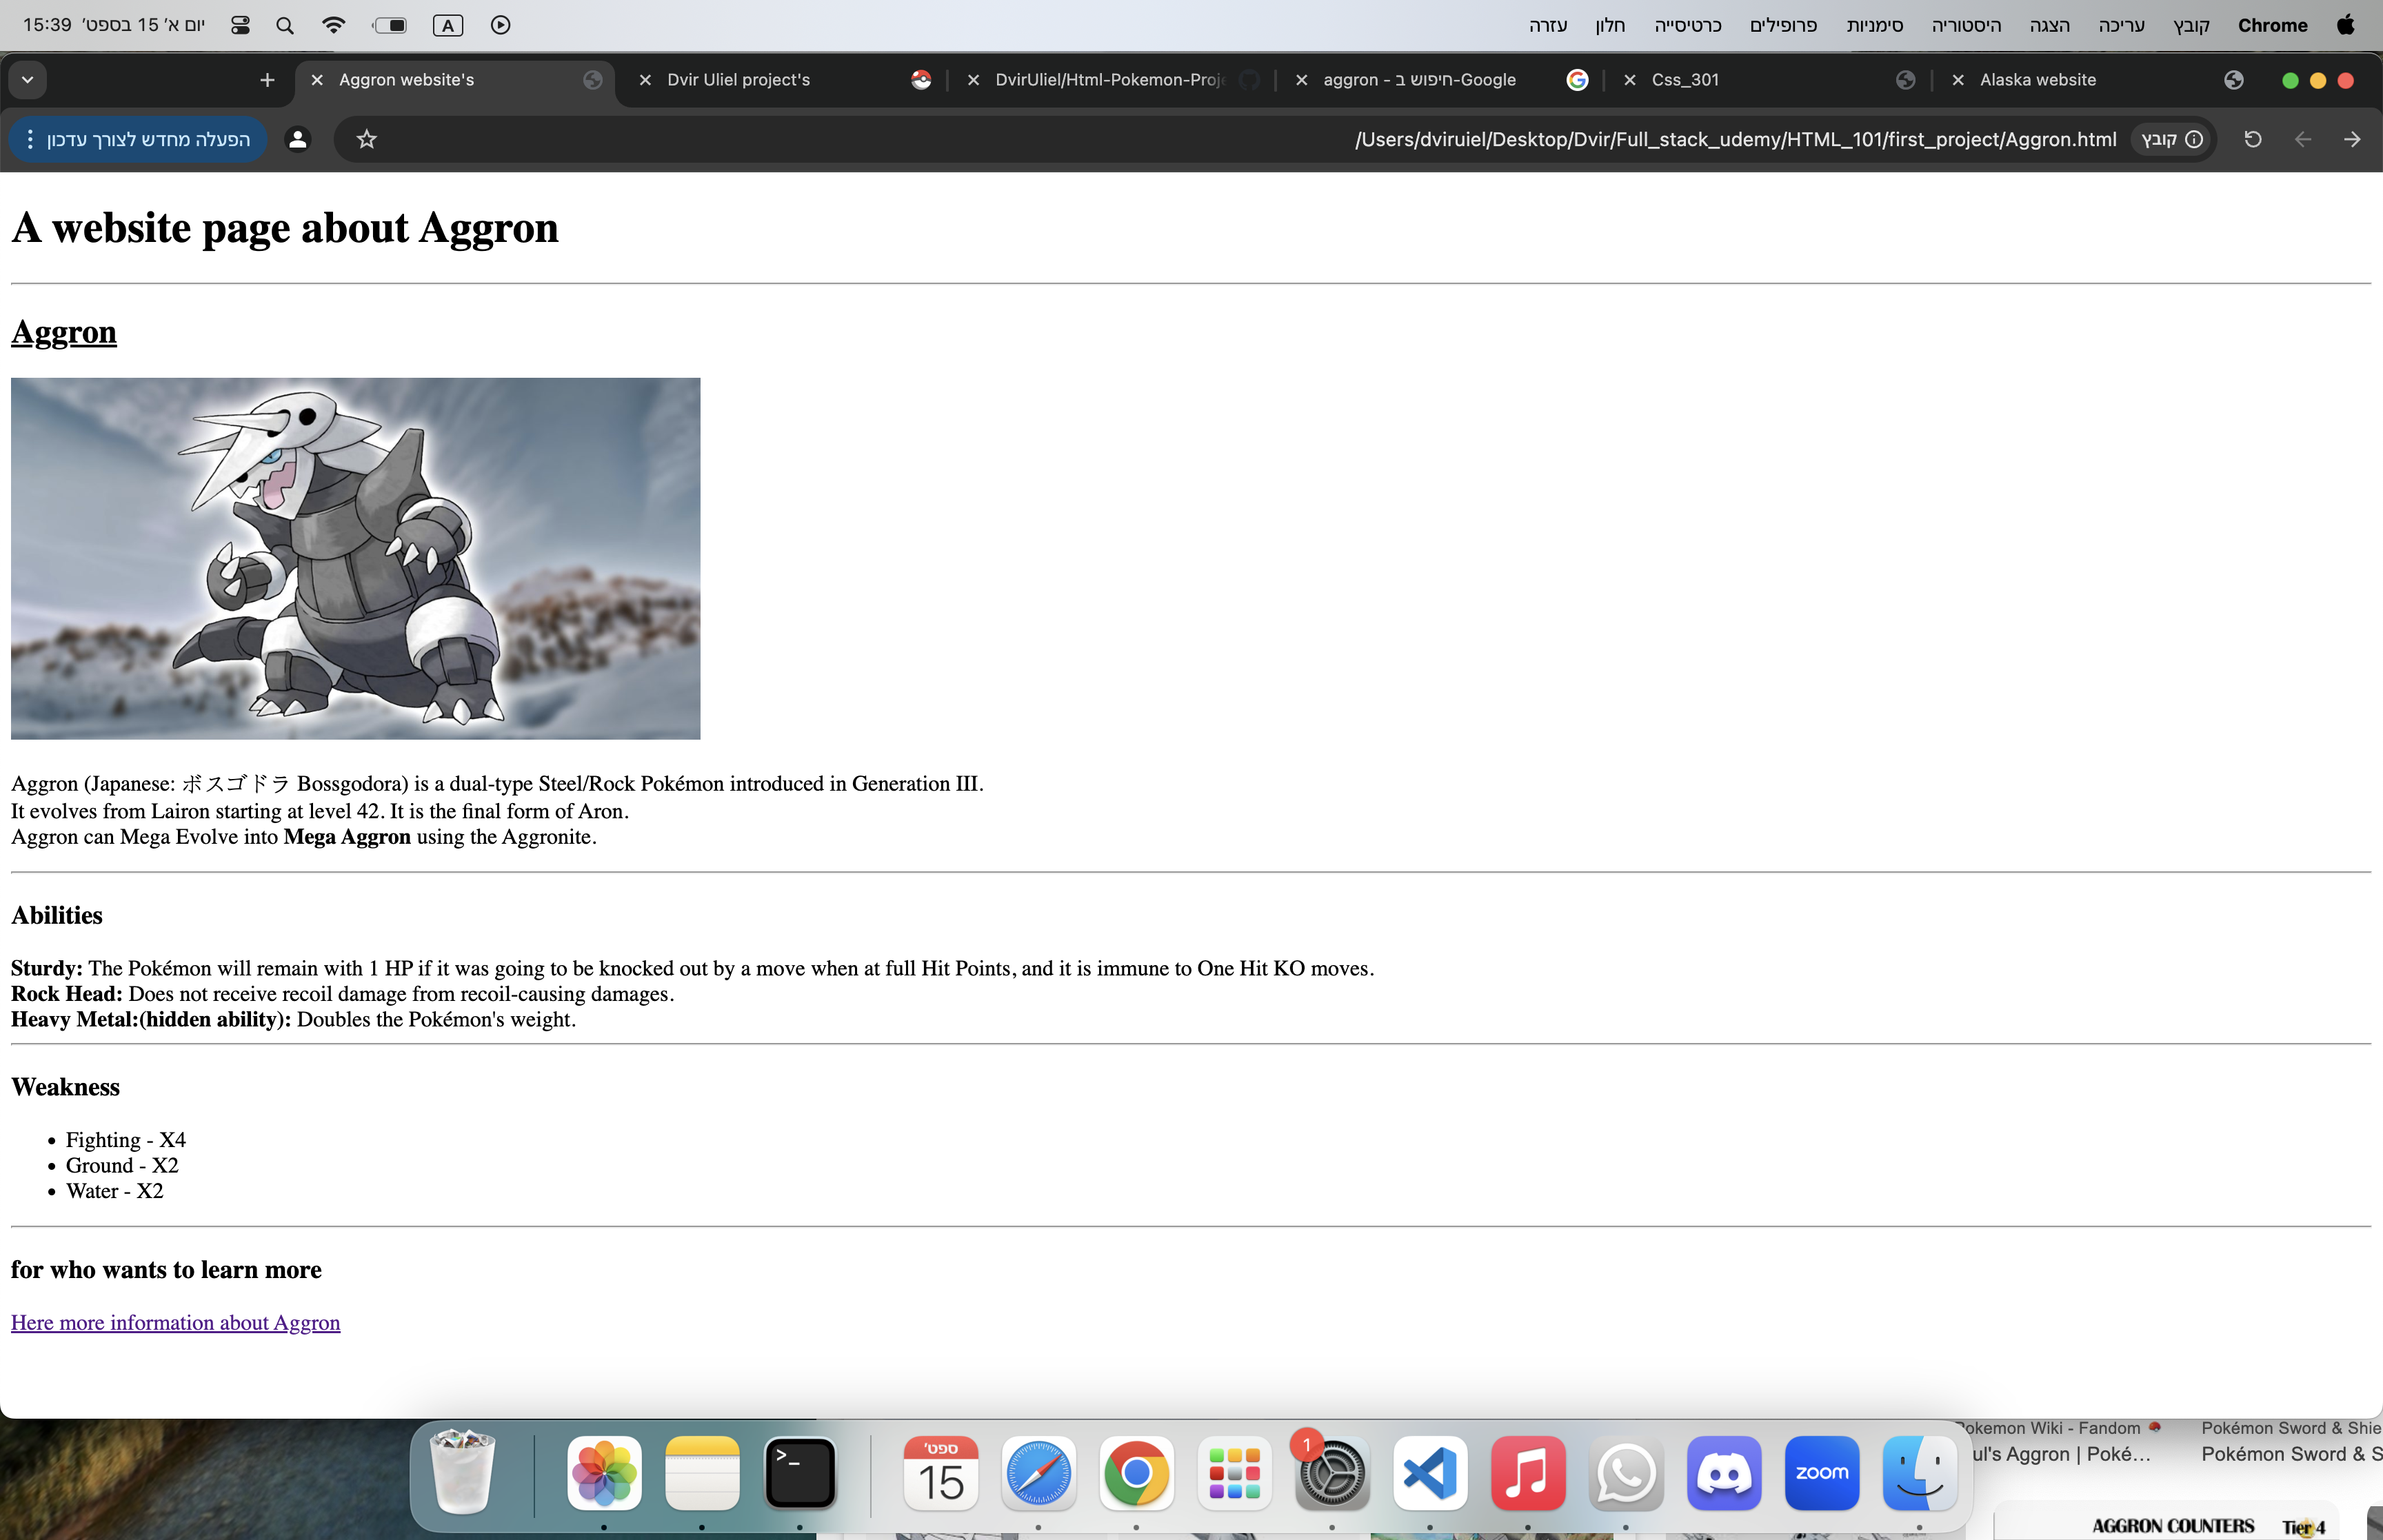 15:39 יום א׳ 15 בספט׳ A עזרה חלון כרטיסייה פרופילים סימניות היסטוריה הצגה עריכה קובץ Chrome
Aggron website's Dvir Uliel project's DvirUliel/Html-Pokemon-Proj aggron - חיפוש ב-Google Css_301 Alaska website
הפעלה מחדש לצורך עדכון /Users/dviruiel/Desktop/Dvir/Full_stack_udemy/HTML_101/first_project/Aggron.html קובץ
A website page about Aggron
Aggron
Aggron (Japanese: ボスゴドラ Bossgodora) is a dual-type Steel/Rock Pokémon introduced in Generation III.
It evolves from Lairon starting at level 42. It is the final form of Aron.
Aggron can Mega Evolve into Mega Aggron using the Aggronite.
Abilities
Sturdy: The Pokémon will remain with 1 HP if it was going to be knocked out by a move when at full Hit Points, and it is immune to One Hit KO moves.
Rock Head: Does not receive recoil damage from recoil-causing damages.
Heavy Metal:(hidden ability): Doubles the Pokémon's weight.
Weakness
• Fighting - X4
• Ground - X2
• Water - X2
for who wants to learn more
Here more information about Aggron
Pokemon Wiki - Fandom Pokémon Sword & Shie
ul's Aggron | Poké... Pokémon Sword & S
>_ ספט׳ 15 1 zoom
AGGRON COUNTERS Tier 4